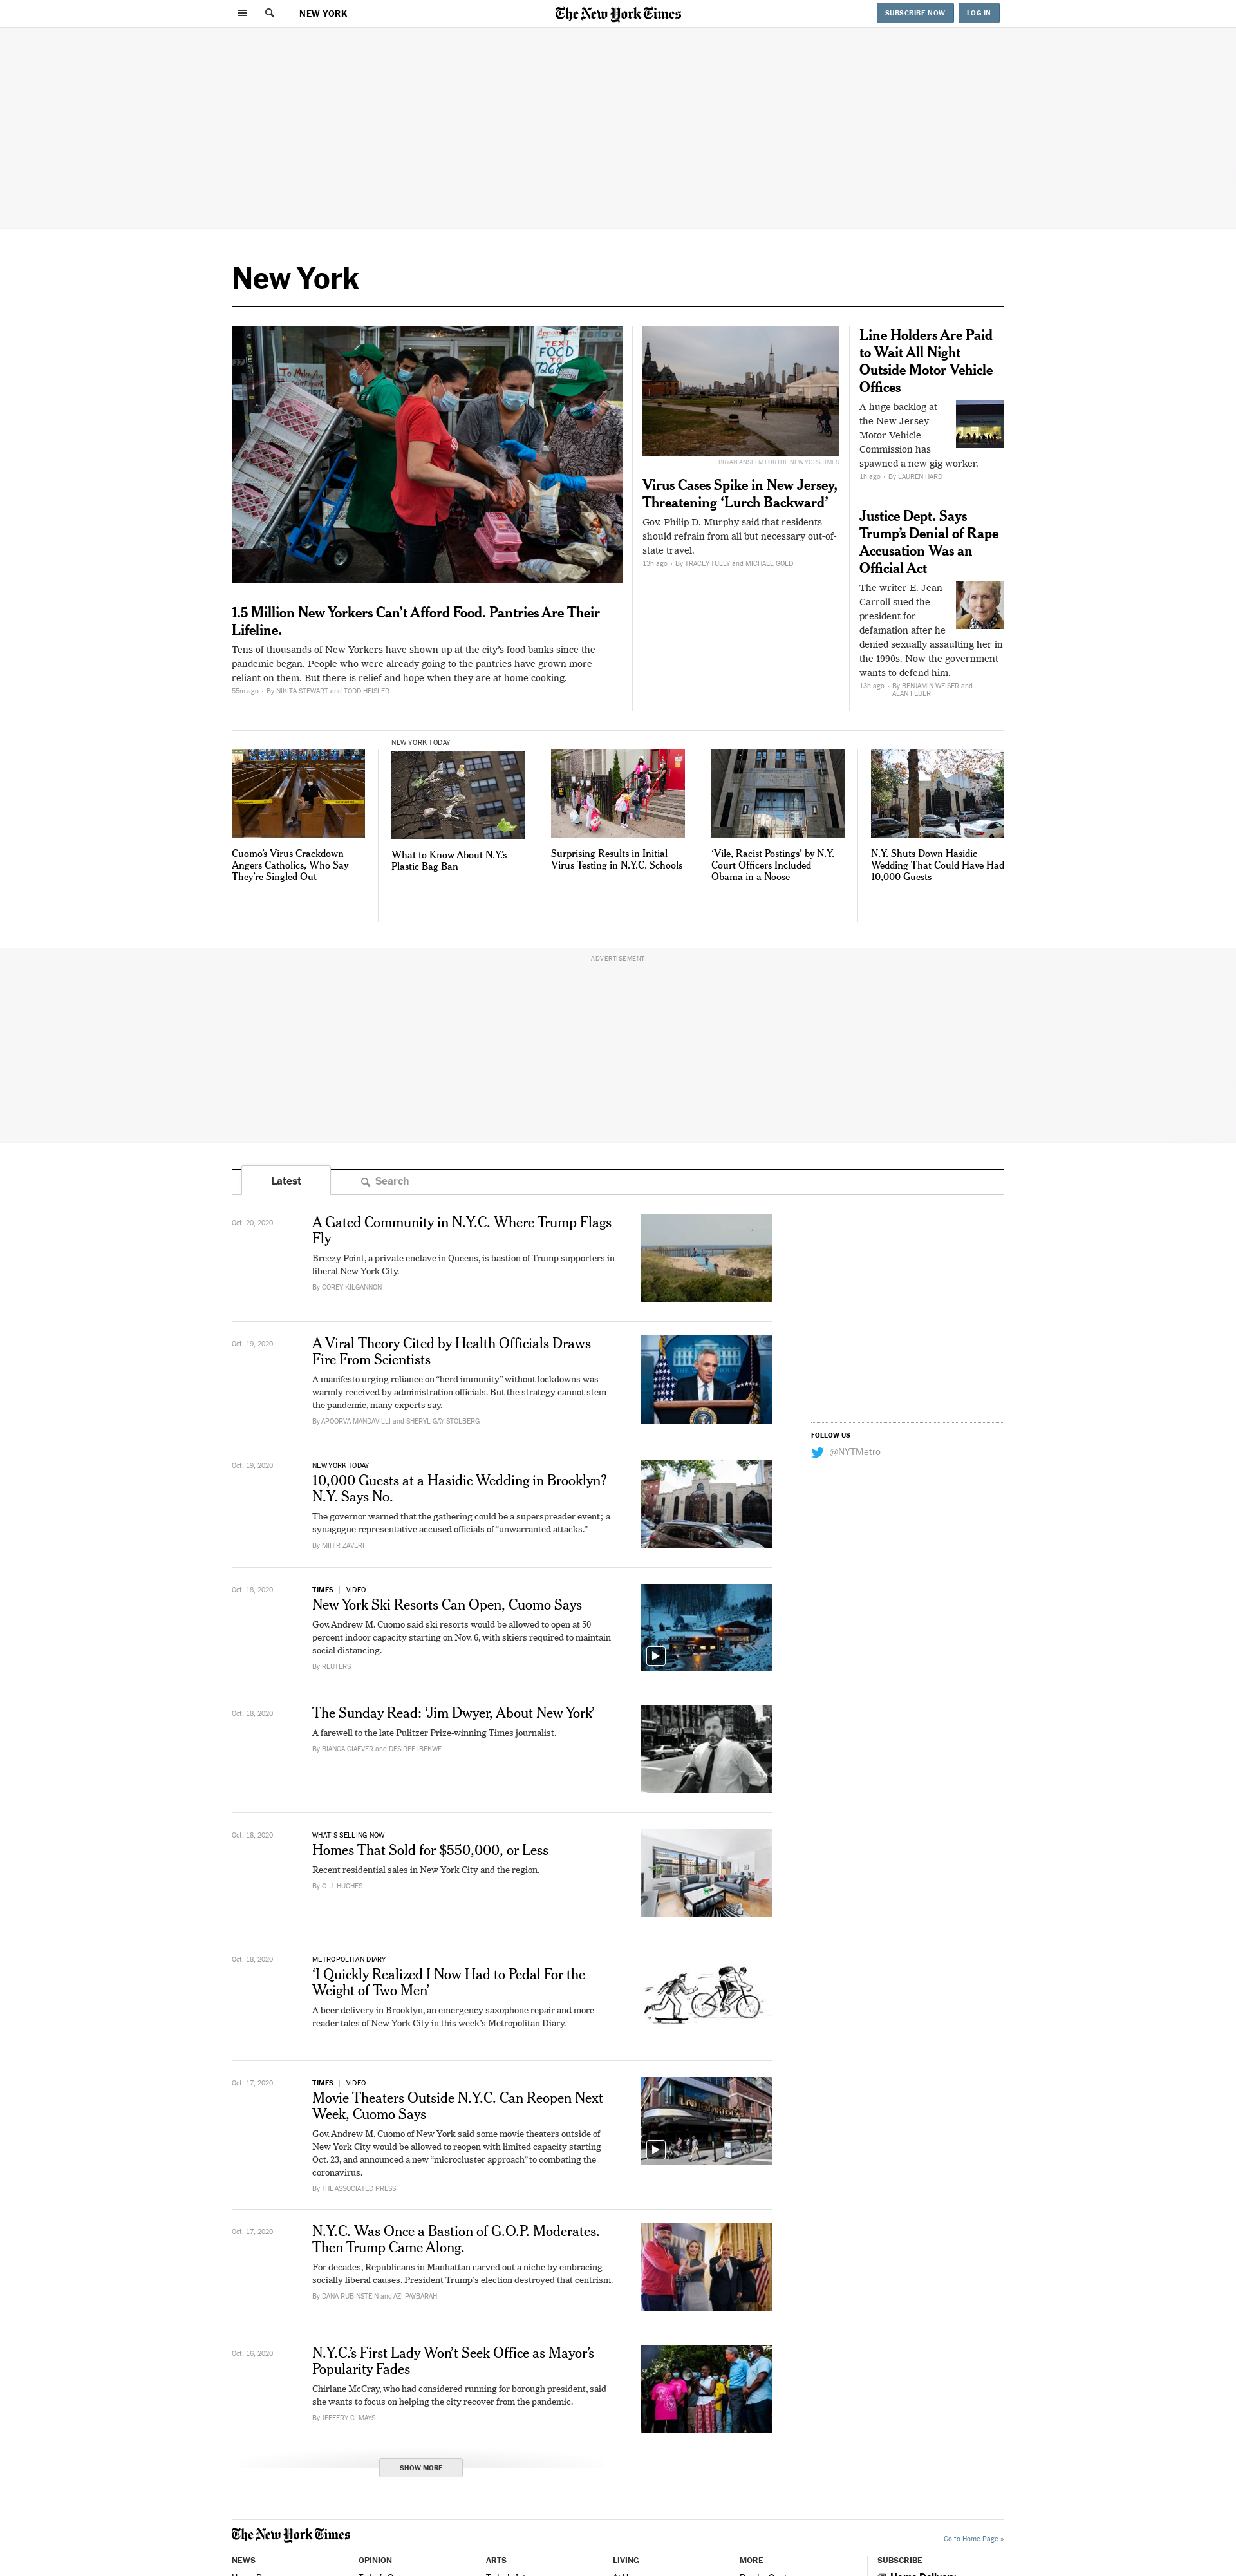 NEW YORK
The New York Times
SUBSCRIBE NOW
LOG IN
New York
1.5 Million New Yorkers Can't Afford Food. Pantries Are Their
Lifeline.
Tens of thousands of New Yorkers have shown up at the city's food banks since the
pandemic began. People who were already going to the pantries have grown more
reliant on them. But there is relief and hope when they are at home cooking.
55m ago • By NIKITA STEWART and TODD HEISLER
BRYAN ANSELM FOR THE NEW YORK TIMES
Virus Cases Spike in New Jersey,
Threatening ‘Lurch Backward’
Gov. Philip D. Murphy said that residents
should refrain from all but necessary out-of-
state travel.
13h ago • By TRACEY TULLY and MICHAEL GOLD
Line Holders Are Paid
to Wait All Night
Outside Motor Vehicle
Offices
A huge backlog at
the New Jersey
Motor Vehicle
Commission has
spawned a new gig worker.
1h ago • By LAUREN HARD
Justice Dept. Says
Trump’s Denial of Rape
Accusation Was an
Official Act
The writer E. Jean
Carroll sued the
president for
defamation after he
denied sexually assaulting her in
the 1990s. Now the government
wants to defend him.
13h ago • By BENJAMIN WEISER and
ALAN FEUER
Cuomo’s Virus Crackdown
Angers Catholics, Who Say
They’re Singled Out
NEW YORK TODAY
What to Know About N.Y.’s
Plastic Bag Ban
Surprising Results in Initial
Virus Testing in N.Y.C. Schools
‘Vile, Racist Postings’ by N.Y.
Court Officers Included
Obama in a Noose
N.Y. Shuts Down Hasidic
Wedding That Could Have Had
10,000 Guests
ADVERTISEMENT
Latest
Search
Oct. 20, 2020
A Gated Community in N.Y.C. Where Trump Flags
Fly
Breezy Point, a private enclave in Queens, is bastion of Trump supporters in
liberal New York City.
By COREY KILGANNON
Oct. 19, 2020
A Viral Theory Cited by Health Officials Draws
Fire From Scientists
A manifesto urging reliance on “herd immunity” without lockdowns was
warmly received by administration officials. But the strategy cannot stem
the pandemic, many experts say.
By APOORVA MANDAVILLI and SHERYL GAY STOLBERG
FOLLOW US
@NYTMetro
Oct. 19, 2020
NEW YORK TODAY
10,000 Guests at a Hasidic Wedding in Brooklyn?
N.Y. Says No.
The governor warned that the gathering could be a superspreader event; a
synagogue representative accused officials of “unwarranted attacks.”
By MIHIR ZAVERI
Oct. 18, 2020
TIMES | VIDEO
New York Ski Resorts Can Open, Cuomo Says
Gov. Andrew M. Cuomo said ski resorts would be allowed to open at 50
percent indoor capacity starting on Nov. 6, with skiers required to maintain
social distancing.
By REUTERS
Oct. 18, 2020
The Sunday Read: ‘Jim Dwyer, About New York’
A farewell to the late Pulitzer Prize-winning Times journalist.
By BIANCA GIAEVER and DESIREE IBEKWE
Oct. 18, 2020
WHAT'S SELLING NOW
Homes That Sold for $550,000, or Less
Recent residential sales in New York City and the region.
By C. J. HUGHES
Oct. 18, 2020
METROPOLITAN DIARY
‘I Quickly Realized I Now Had to Pedal For the
Weight of Two Men’
A beer delivery in Brooklyn, an emergency saxophone repair and more
reader tales of New York City in this week’s Metropolitan Diary.
Oct. 17, 2020
TIMES | VIDEO
Movie Theaters Outside N.Y.C. Can Reopen Next
Week, Cuomo Says
Gov. Andrew M. Cuomo of New York said some movie theaters outside of
New York City would be allowed to reopen with limited capacity starting
Oct. 23, and announced a new “microcluster approach” to combating the
coronavirus.
By THE ASSOCIATED PRESS
Oct. 17, 2020
N.Y.C. Was Once a Bastion of G.O.P. Moderates.
Then Trump Came Along.
For decades, Republicans in Manhattan carved out a niche by embracing
socially liberal causes. President Trump’s election destroyed that centrism.
By DANA RUBINSTEIN and AZI PAYBARAH
Oct. 16, 2020
N.Y.C.’s First Lady Won’t Seek Office as Mayor’s
Popularity Fades
Chirlane McCray, who had considered running for borough president, said
she wants to focus on helping the city recover from the pandemic.
By JEFFERY C. MAYS
SHOW MORE
The New York Times
Go to Home Page »
NEWS
OPINION
ARTS
LIVING
MORE
SUBSCRIBE